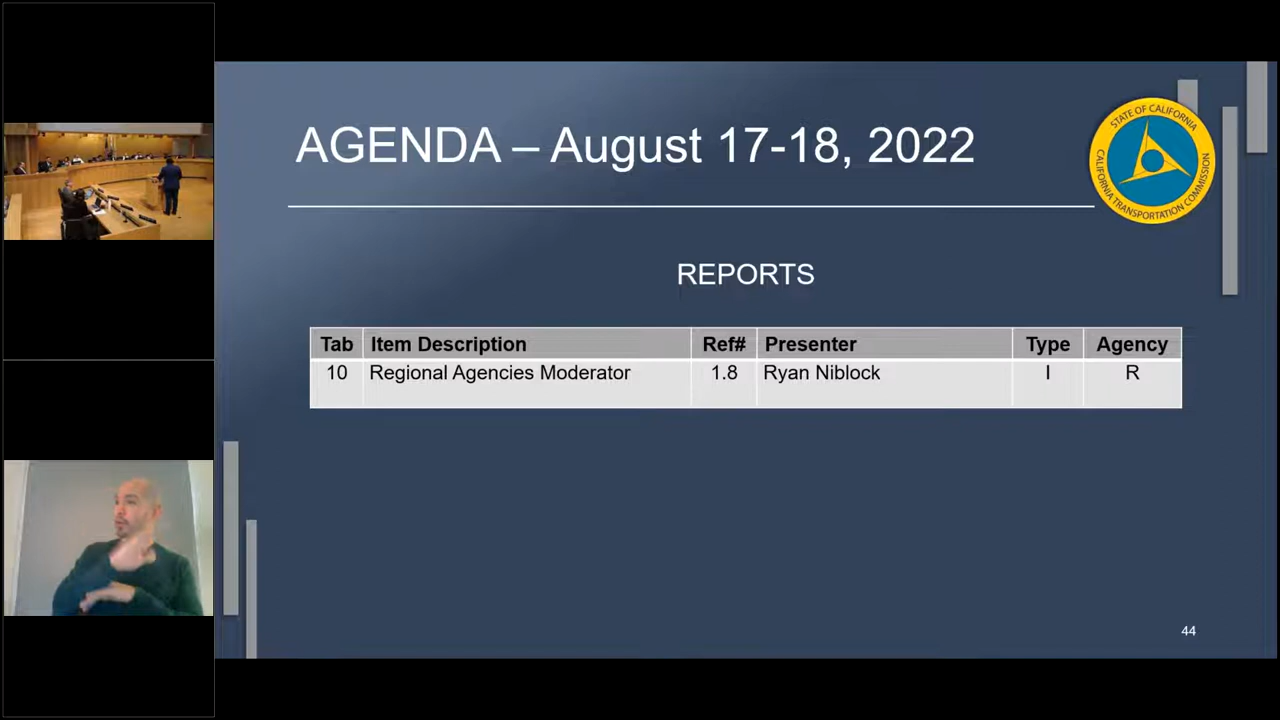 AGENDA – August 17-18, 2022
STATE OF CALIFORNIA
CALIFORNIA TRANSPORTATION COMMISSION
REPORTS
Tab Item Description Ref# Presenter Type Agency
10 Regional Agencies Moderator 1.8 Ryan Niblock I R
44